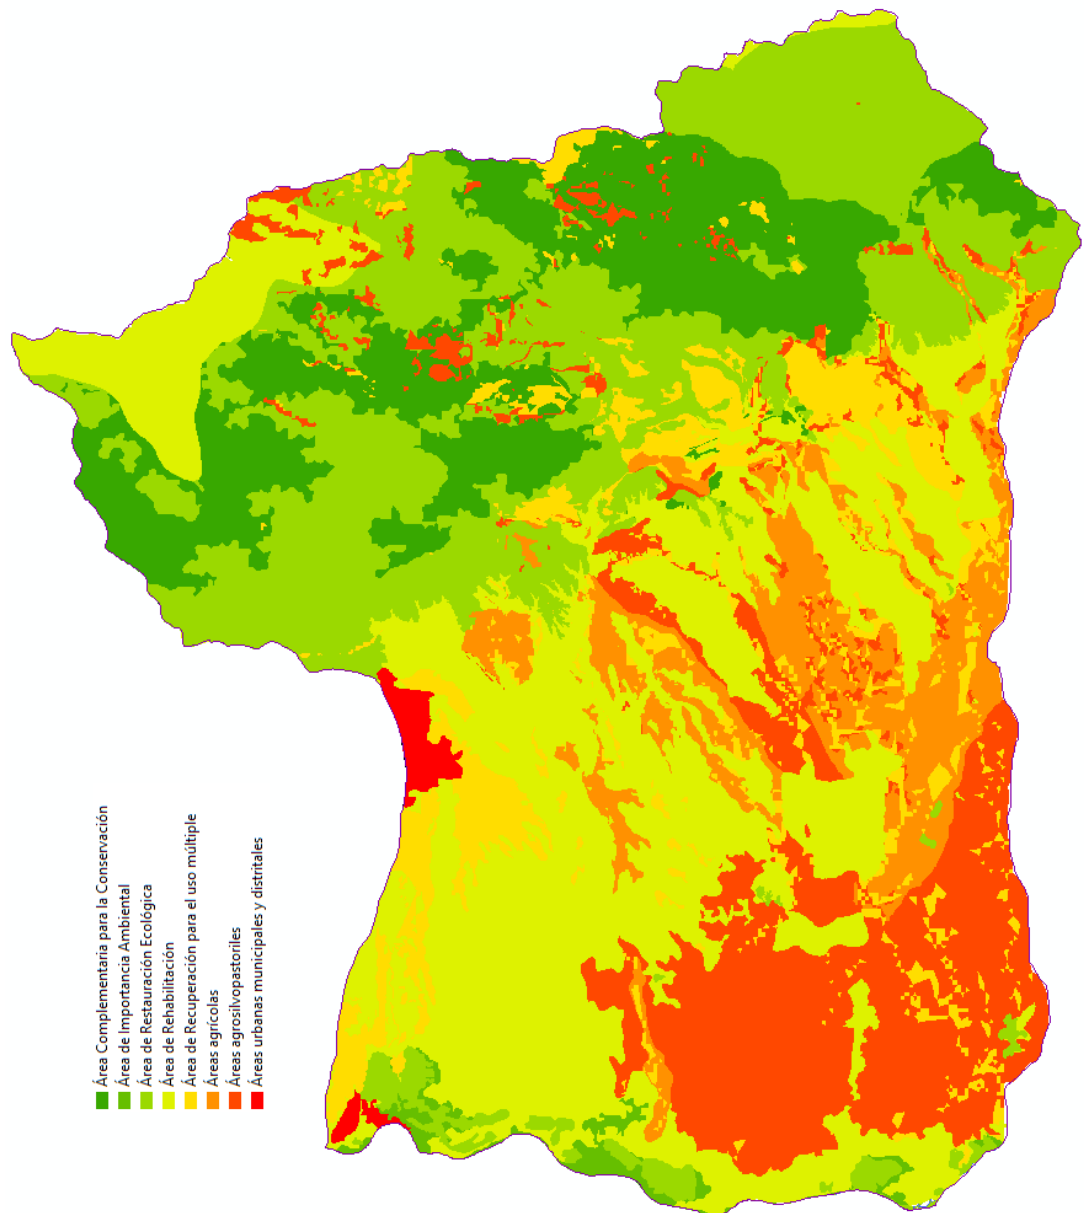 Área Complementaria para la Conservación
Área de Importancia Ambiental
Área de Restauración Ecológica
Área de Rehabilitación
Área de Recuperación para el uso múltiple
Áreas agrícolas
Áreas agrosilvopastoriles
Áreas urbanas municipales y distritales